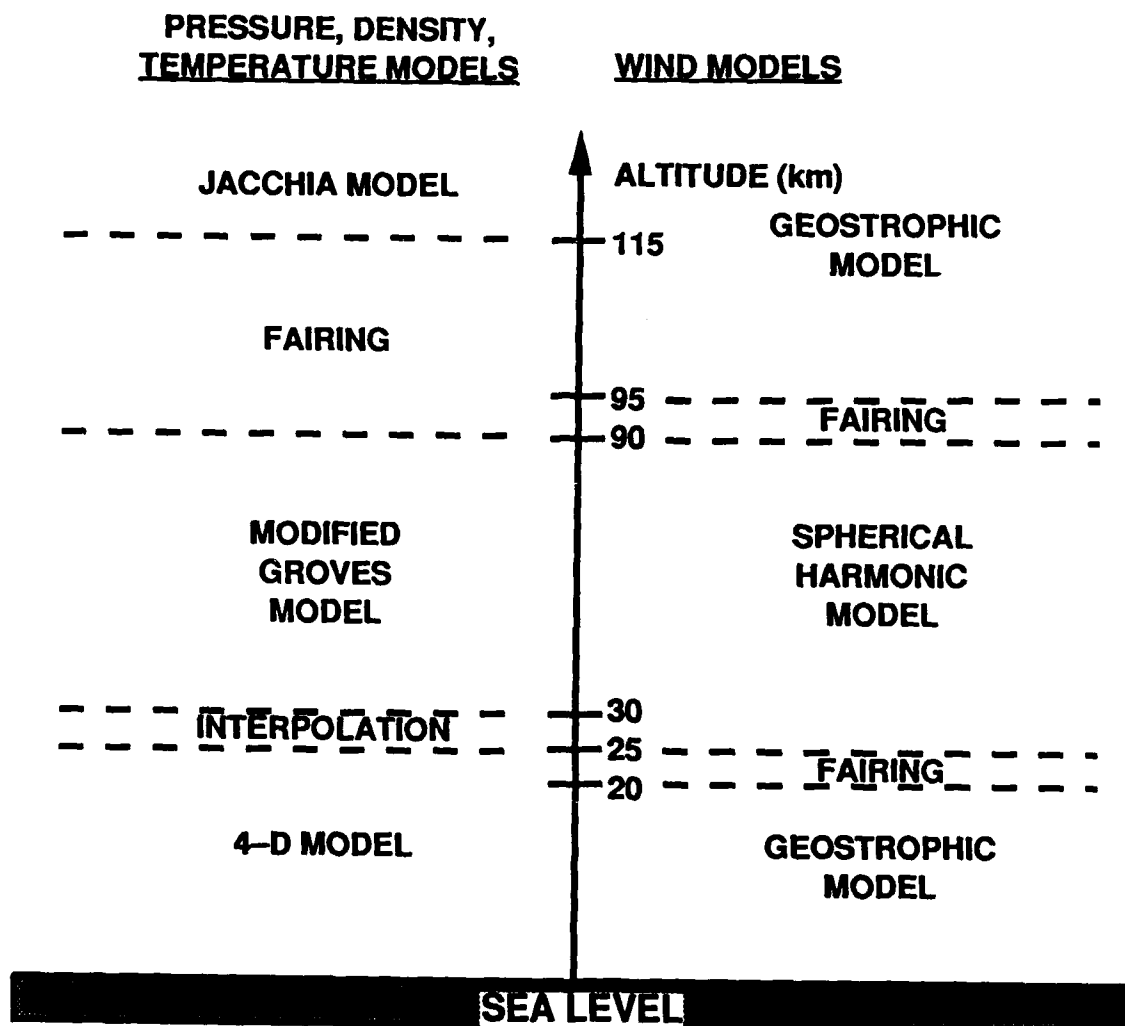 PRESSURE, DENSITY,
TEMPERATURE MODELS
WIND MODELS
JACCHIA MODEL
ALTITUDE (km)
GEOSTROPHIC
MODEL
115
FAIRING
95
FAIRING
90
MODIFIED
GROVES
MODEL
SPHERICAL
HARMONIC
MODEL
30
INTERPOLATION
25
FAIRING
20
4–D MODEL
GEOSTROPHIC
MODEL
SEA LEVEL